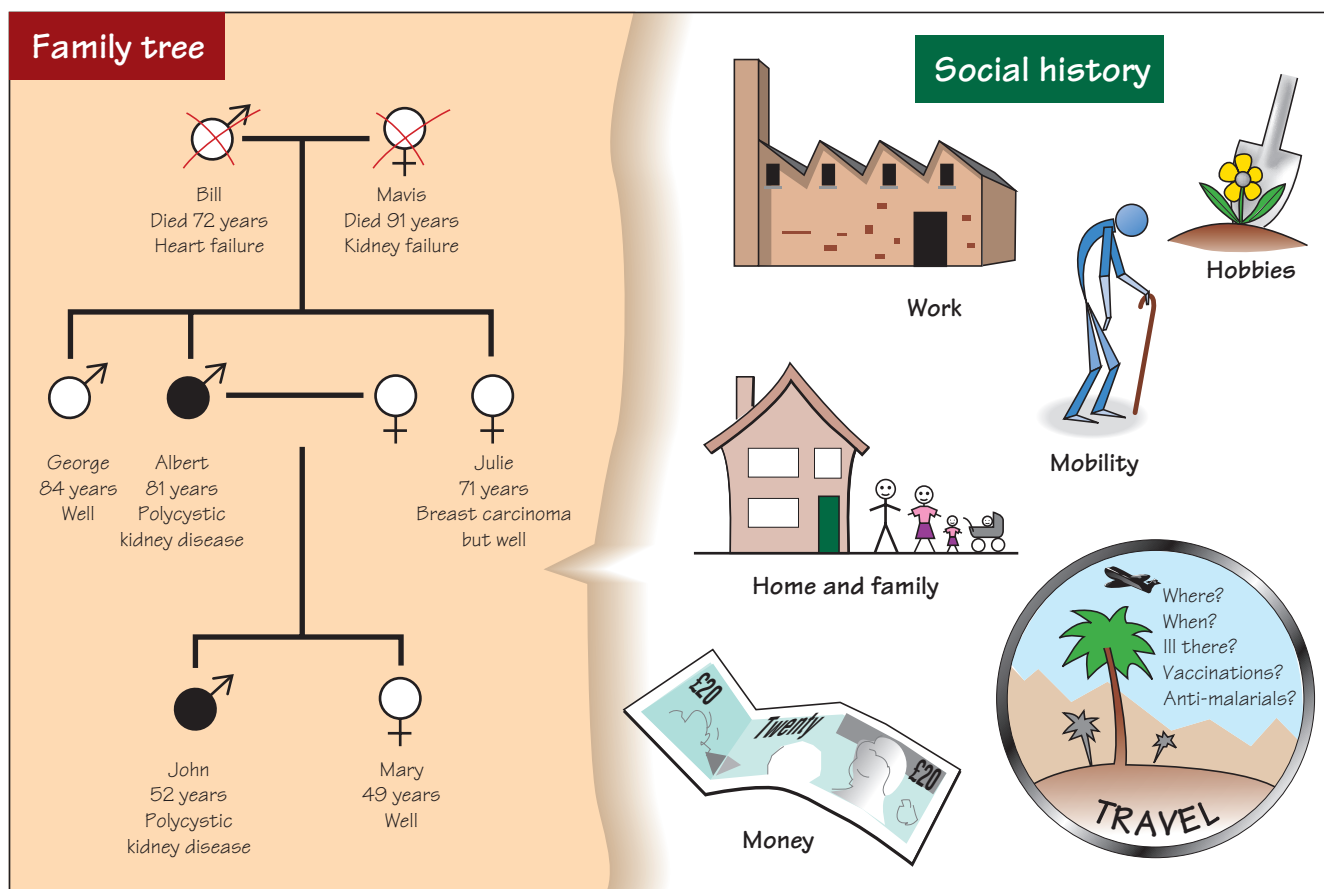 Family tree
Bill
Died 72 years
Heart failure
Mavis
Died 91 years
Kidney failure
George
84 years
Well
Albert
81 years
Polycystic
kidney disease
Julie
71 years
Breast carcinoma
but well
John
52 years
Polycystic
kidney disease
Mary
49 years
Well
Social history
Work
Hobbies
Mobility
Home and family
£20
Twenty
£20
Money
Where?
When?
Ill there?
Vaccinations?
Anti-malarials?
TRAVEL